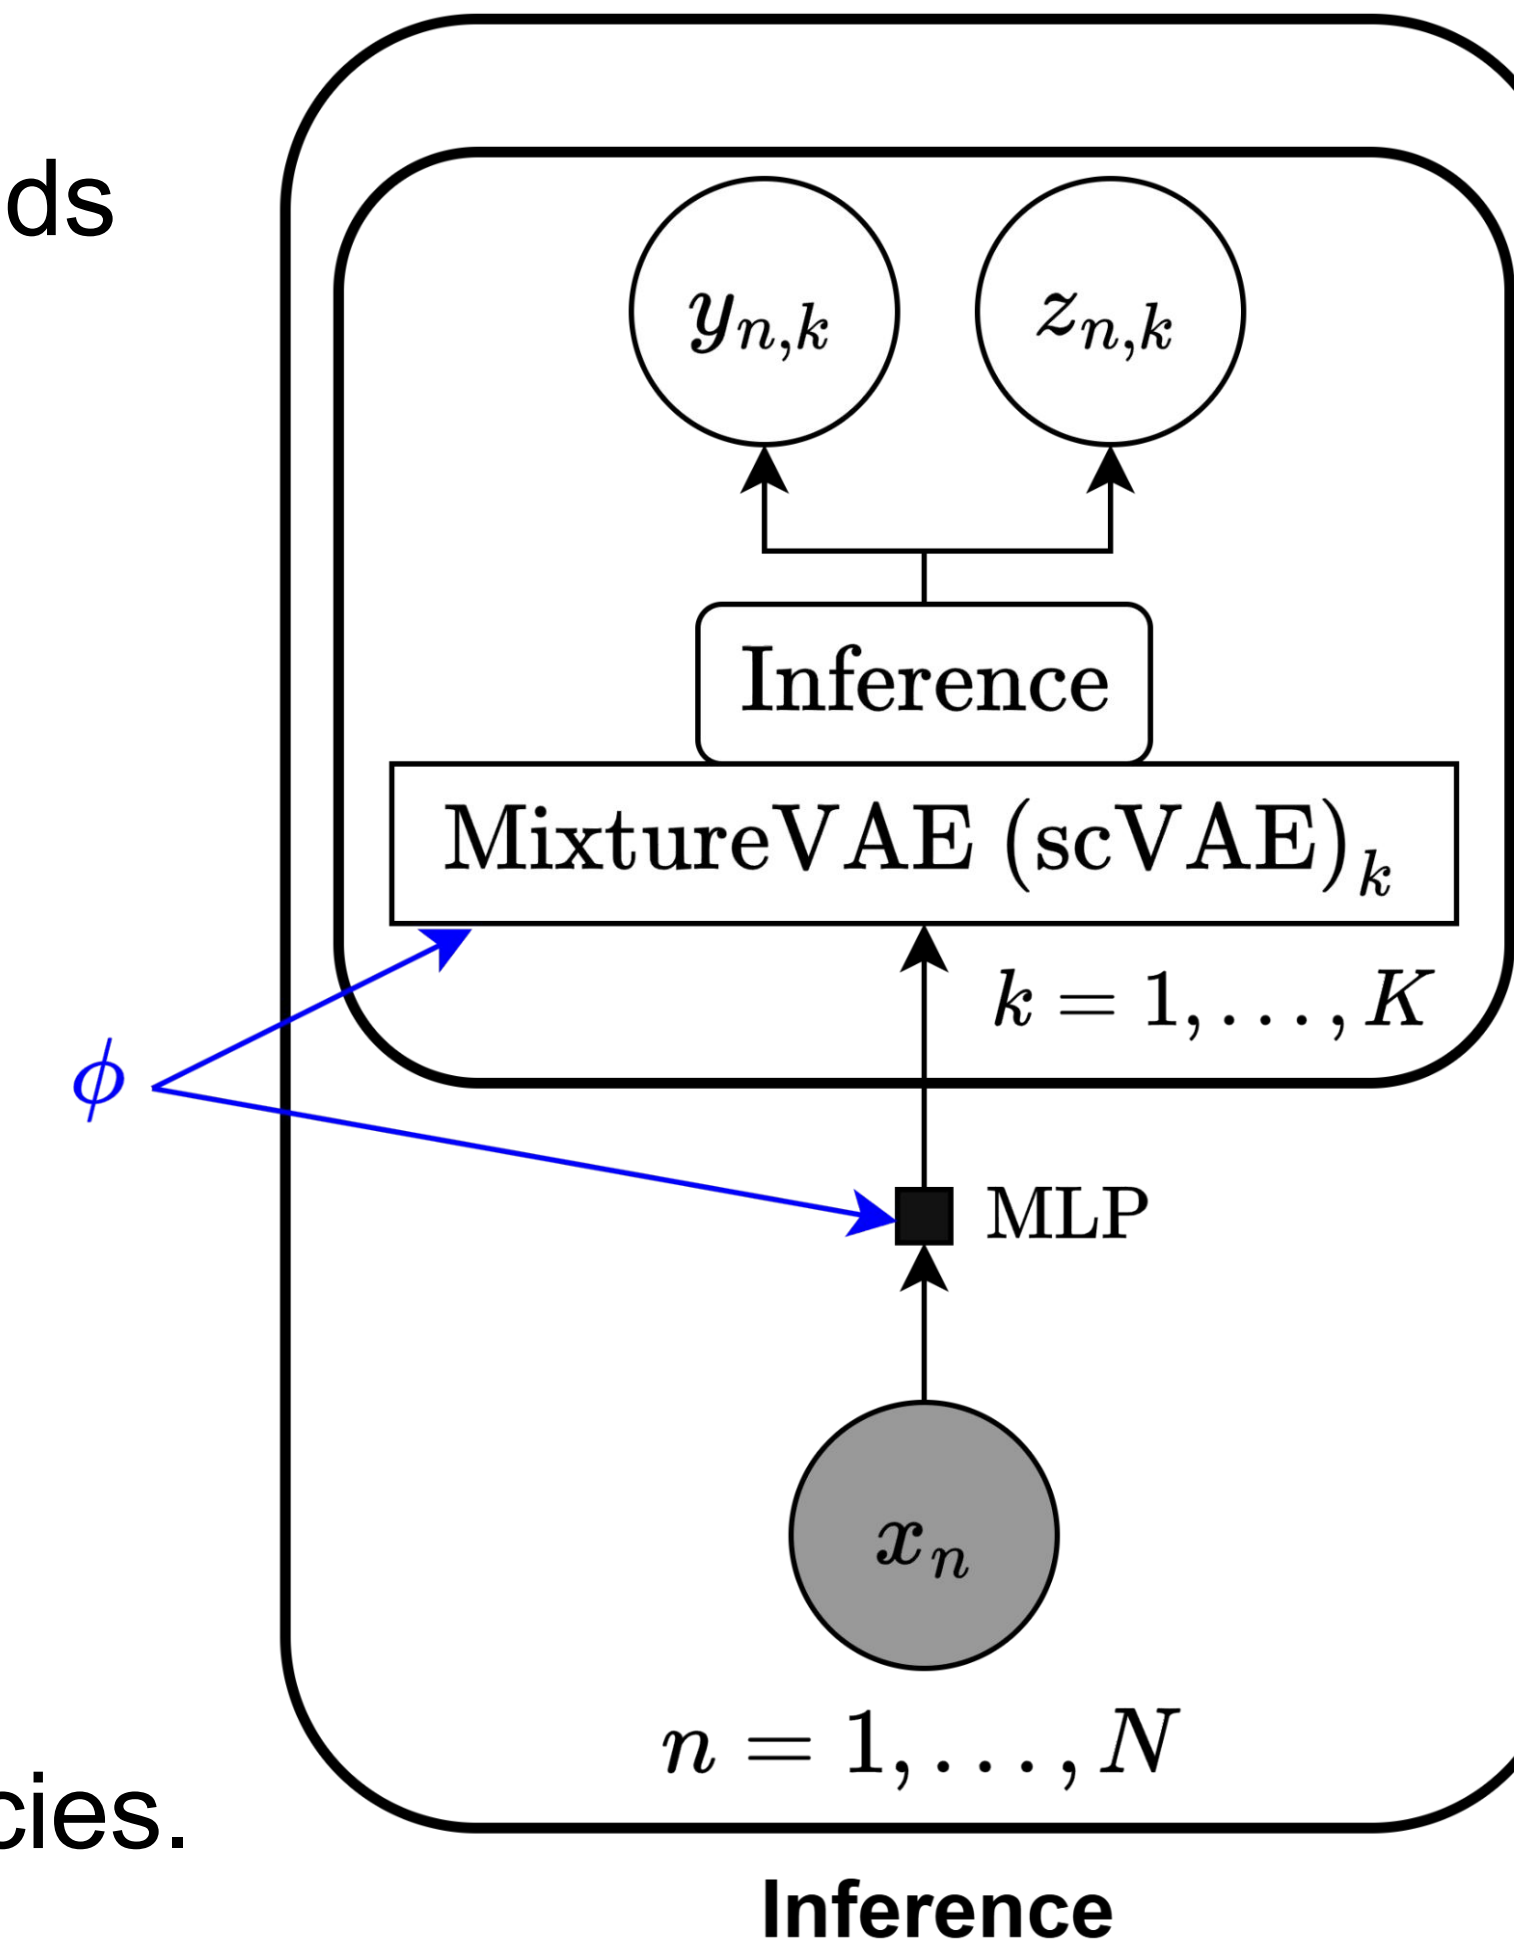 ds
y_{n,k} z_{n,k}
Inference
MixtureVAE (scVAE)_k
k = 1, . . . , K
ϕ
MLP
x_n
n = 1, . . . , N
cies.
Inference